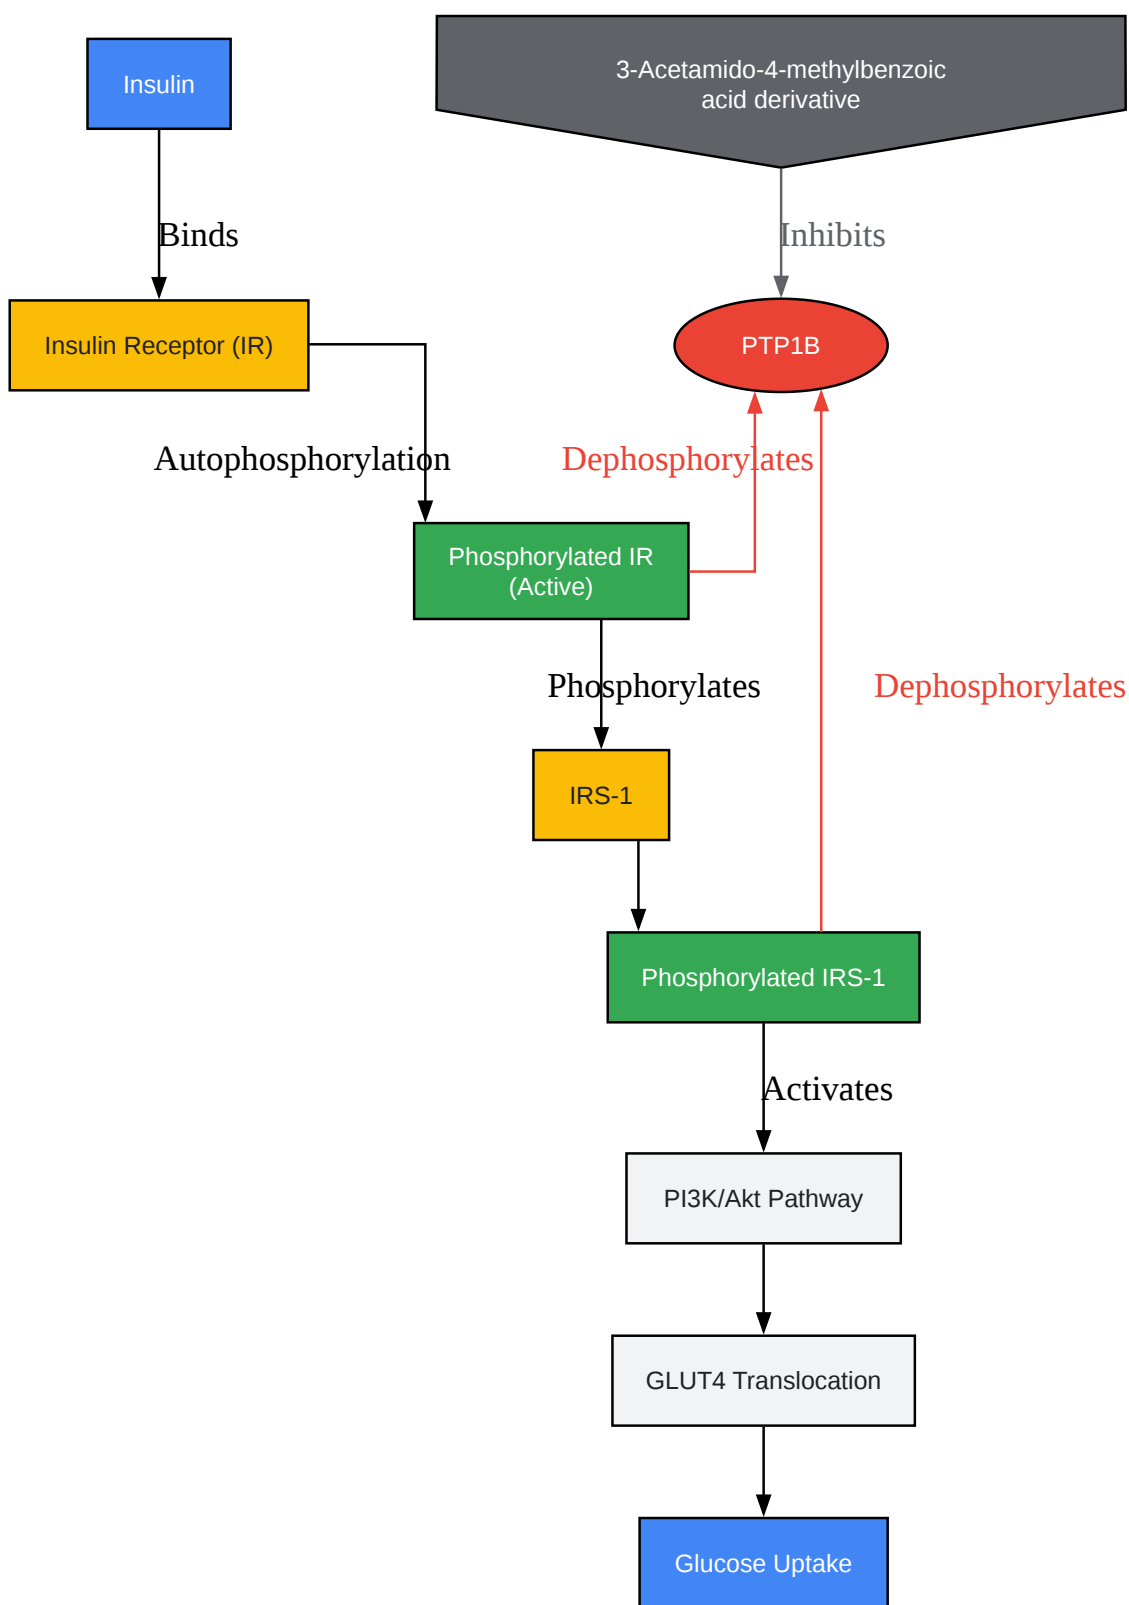 Insulin
3-Acetamido-4-methylbenzoic
acid derivative
Binds
Inhibits
Insulin Receptor (IR)
PTP1B
Autophosphorylation
Dephosphorylates
Phosphorylated IR
(Active)
Phosphorylates
Dephosphorylates
IRS-1
Phosphorylated IRS-1
Activates
PI3K/Akt Pathway
GLUT4 Translocation
Glucose Uptake